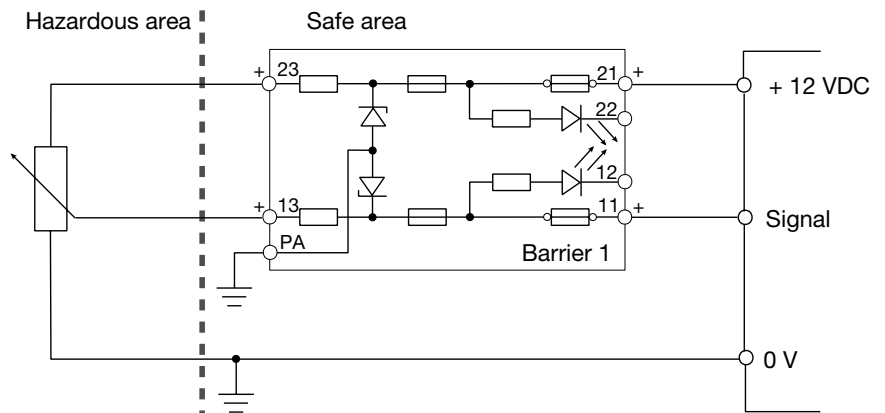 Hazardous area
Safe area
+ 23
21 +
+ 12 VDC
22
12
+ 13
11 +
Signal
PA
Barrier 1
0 V